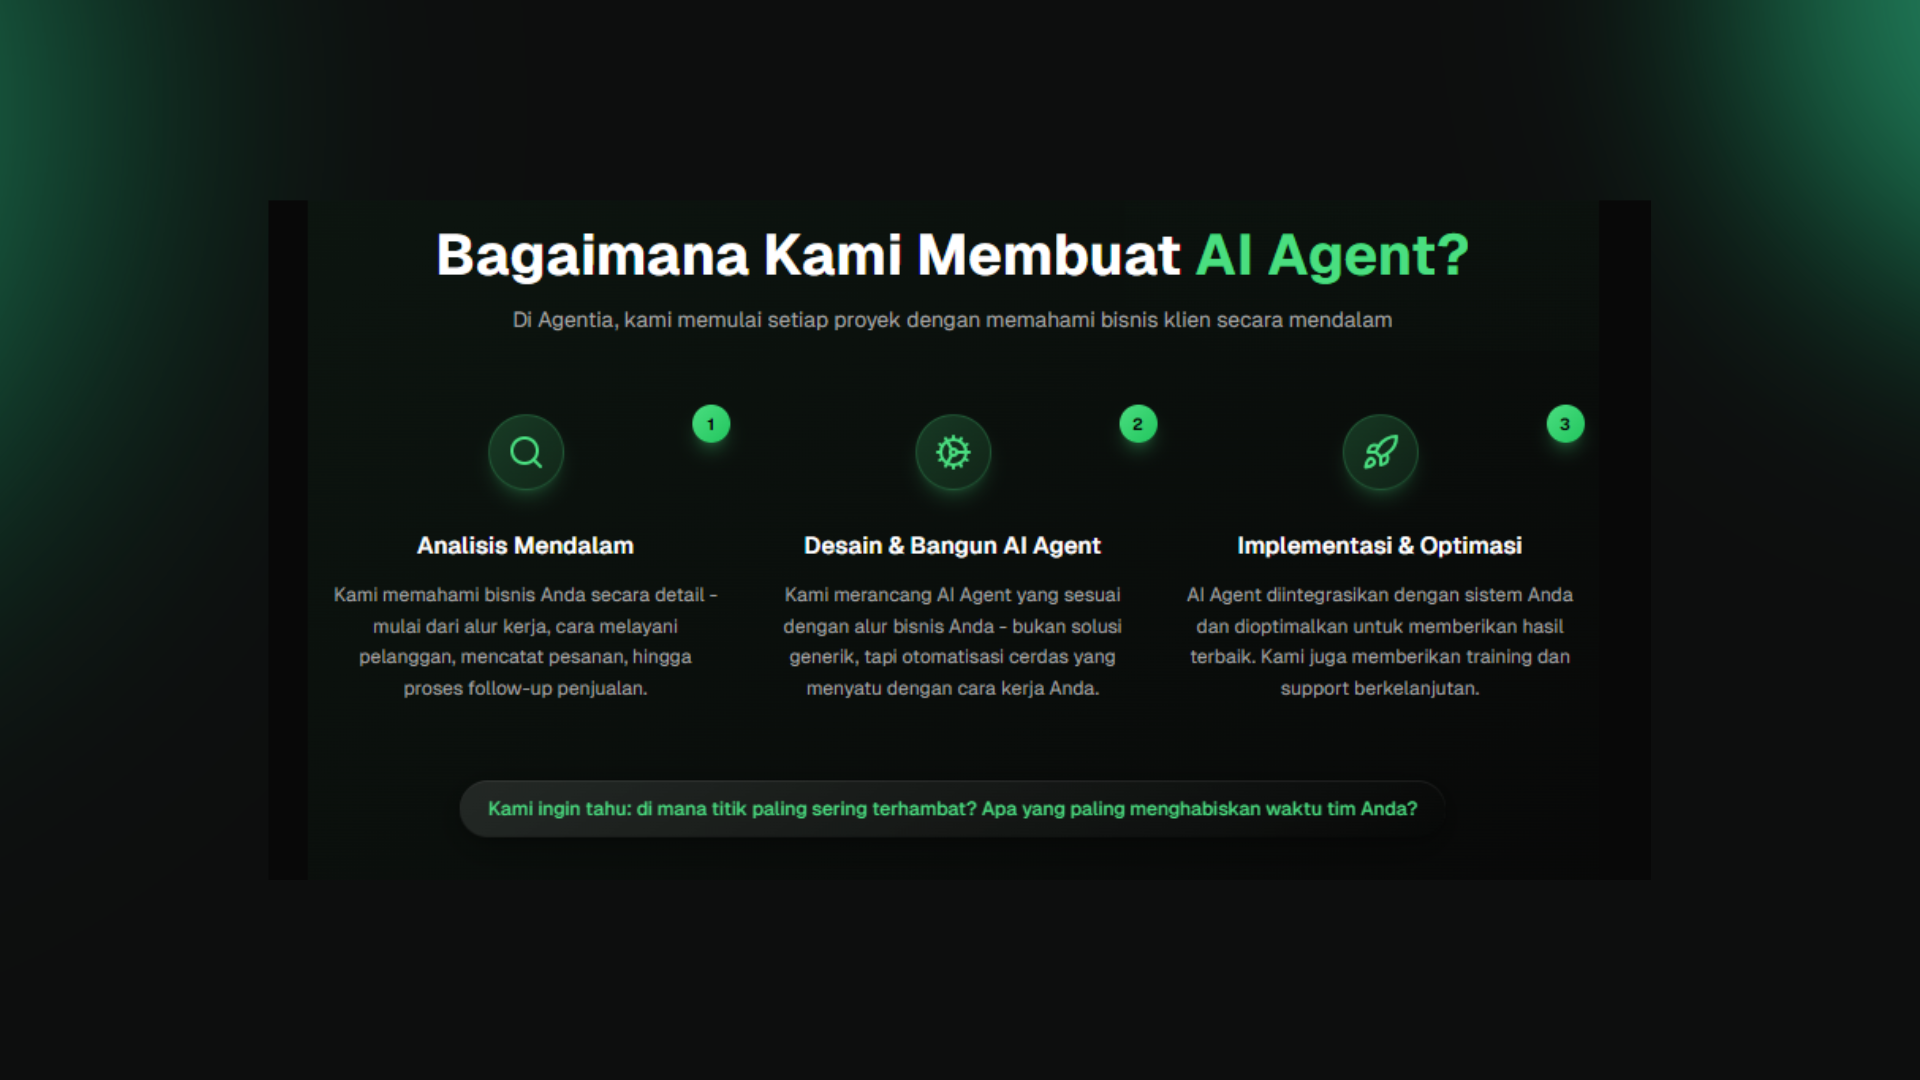 Bagaimana Kami Membuat AI Agent?
Di Agentia, kami memulai setiap proyek dengan memahami bisnis klien secara mendalam
1
Analisis Mendalam
Kami memahami bisnis Anda secara detail -
mulai dari alur kerja, cara melayani
pelanggan, mencatat pesanan, hingga
proses follow-up penjualan.
2
Desain & Bangun AI Agent
Kami merancang AI Agent yang sesuai
dengan alur bisnis Anda - bukan solusi
generik, tapi otomatisasi cerdas yang
menyatu dengan cara kerja Anda.
3
Implementasi & Optimasi
AI Agent diintegrasikan dengan sistem Anda
dan dioptimalkan untuk memberikan hasil
terbaik. Kami juga memberikan training dan
support berkelanjutan.
Kami ingin tahu: di mana titik paling sering terhambat? Apa yang paling menghabiskan waktu tim Anda?